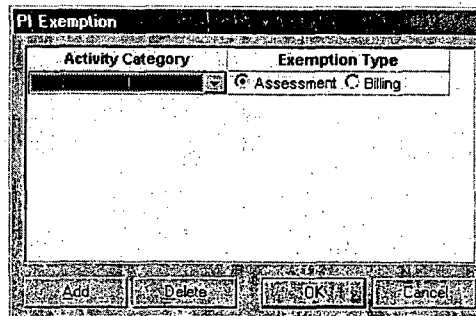 PI Exemption
Activity Category Exemption Type
Assessment Billing
Add Delete OK Cancel